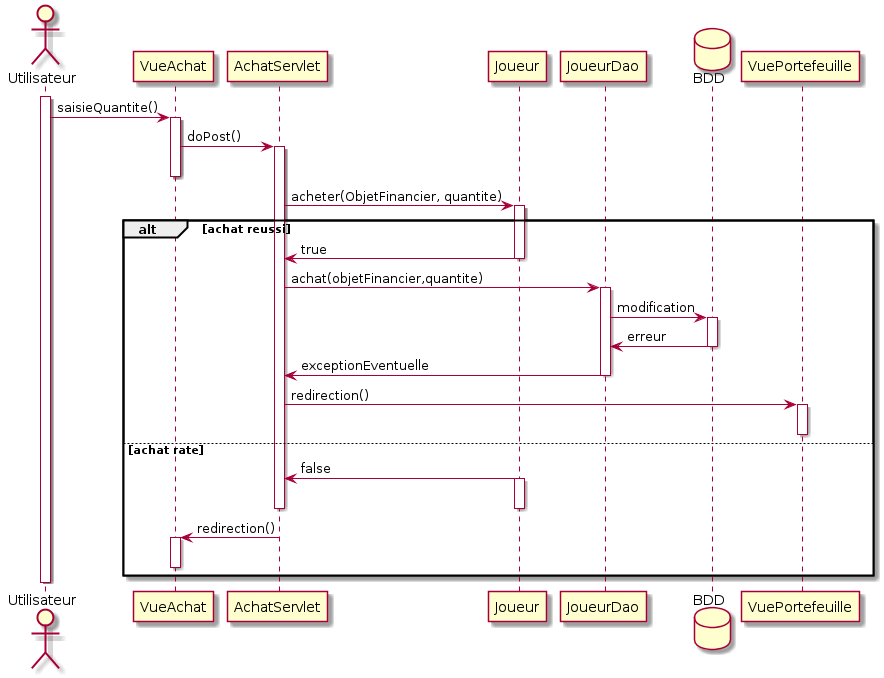 Utilisateur
VueAchat
AchatServlet
Joueur
JoueurDao
BDD
VuePortefeuille
saisieQuantite()
doPost()
acheter(ObjetFinancier, quantite)
alt
[achat reussi]
true
achat(objetFinancier,quantite)
modification
erreur
exceptionEventuelle
redirection()
[achat rate]
false
redirection()
Utilisateur
VueAchat
AchatServlet
Joueur
JoueurDao
BDD
VuePortefeuille